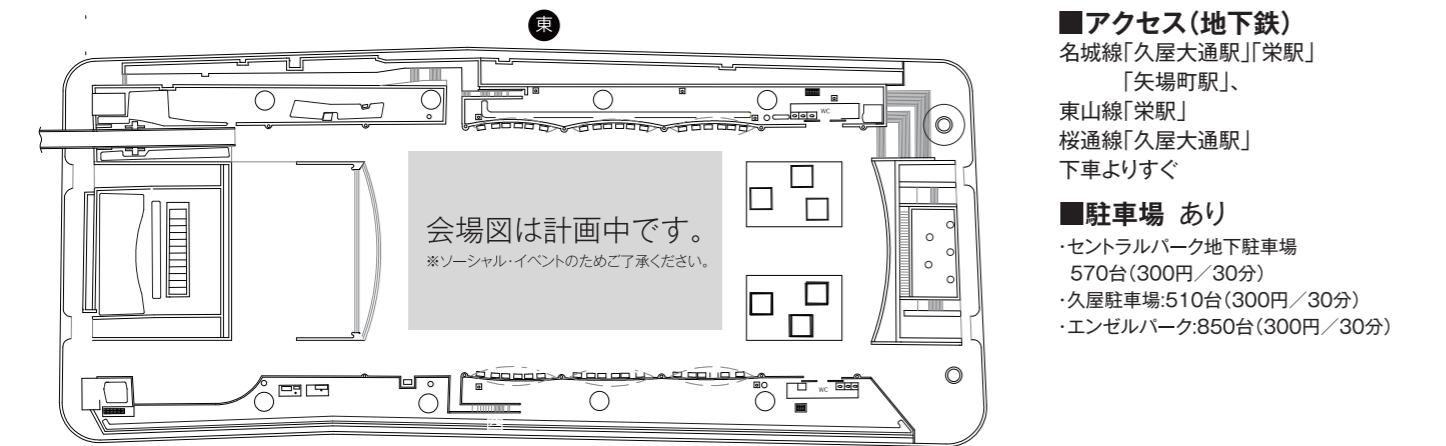 東
会場図は計画中です。
※ソーシャル・イベントのためご了承ください。
WC
WC
■アクセス(地下鉄)
名城線「久屋大通駅」「栄駅」
「矢場町駅」、
東山線「栄駅」
桜通線「久屋大通駅」
下車よりすぐ
■駐車場 あり
・セントラルパーク地下駐車場
570台(300円／30分)
・久屋駐車場:510台(300円／30分)
・エンゼルパーク:850台(300円／30分)